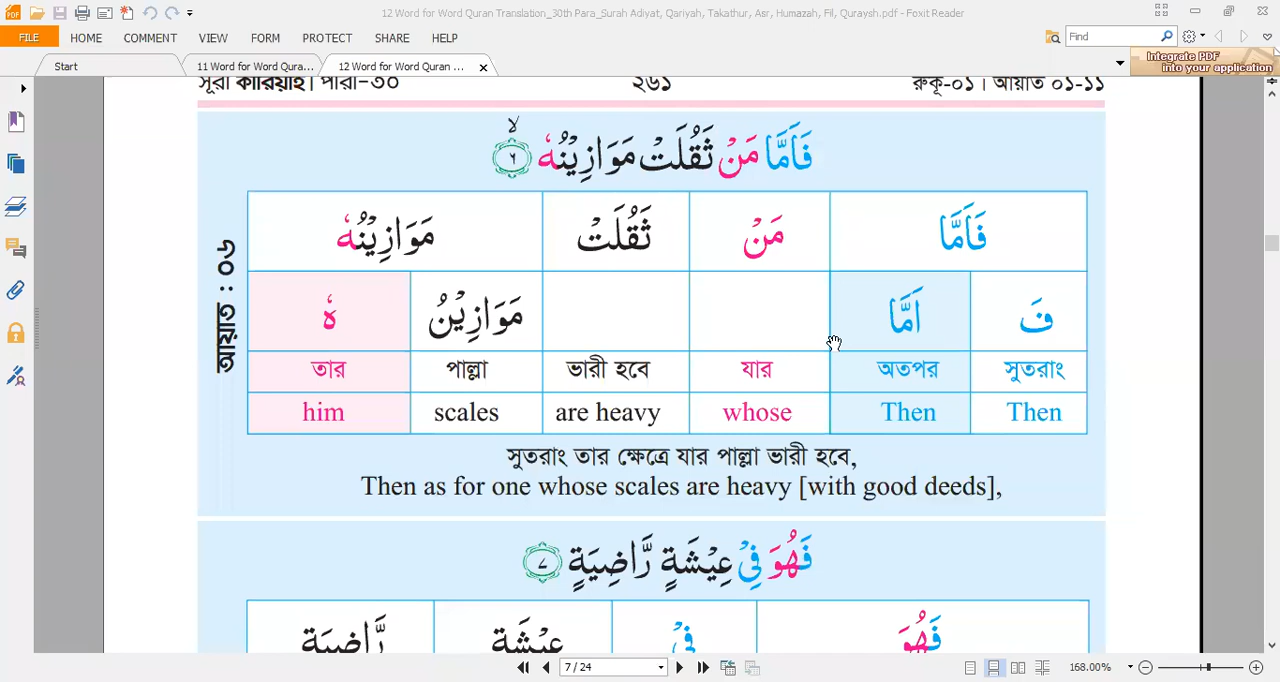 12 Word for Word Quran Translation_30th Para_Surah Adiyat, Qariyah, Takathur, Asr, Humazah, Fil, Quraysh.pdf - Foxit Reader
FILE HOME COMMENT VIEW FORM PROTECT SHARE HELP
Find
Start 11 Word for Word Qura... 12 Word for Word Quran ...
Integrate PDF
into your application
সূরা কারিয়াহ। পারা-৩০ ২৬১ রুকু-০১। আয়াত ০১-১১
فَاَمَّا مَنْ ثَقُلَتْ مَوَازِيْنُهٗ ۙ ٦
আয়াত : ০৬
فَاَمَّا مَنْ ثَقُلَتْ مَوَازِيْنُهٗ
فَ اَمَّا مَوَازِيْنُ هٗ
তার পাল্লা ভারী হবে যার অতপর সুতরাং
him scales are heavy whose Then Then
সুতরাং তার ক্ষেত্রে যার পাল্লা ভারী হবে,
Then as for one whose scales are heavy [with good deeds],
فَهُوَ فِيْ عِيْشَةٍ رَّاضِيَةٍ ٧
فَهُوَ فِيْ عِيْشَةٍ رَّاضِيَةٍ
7 / 24 168.00%